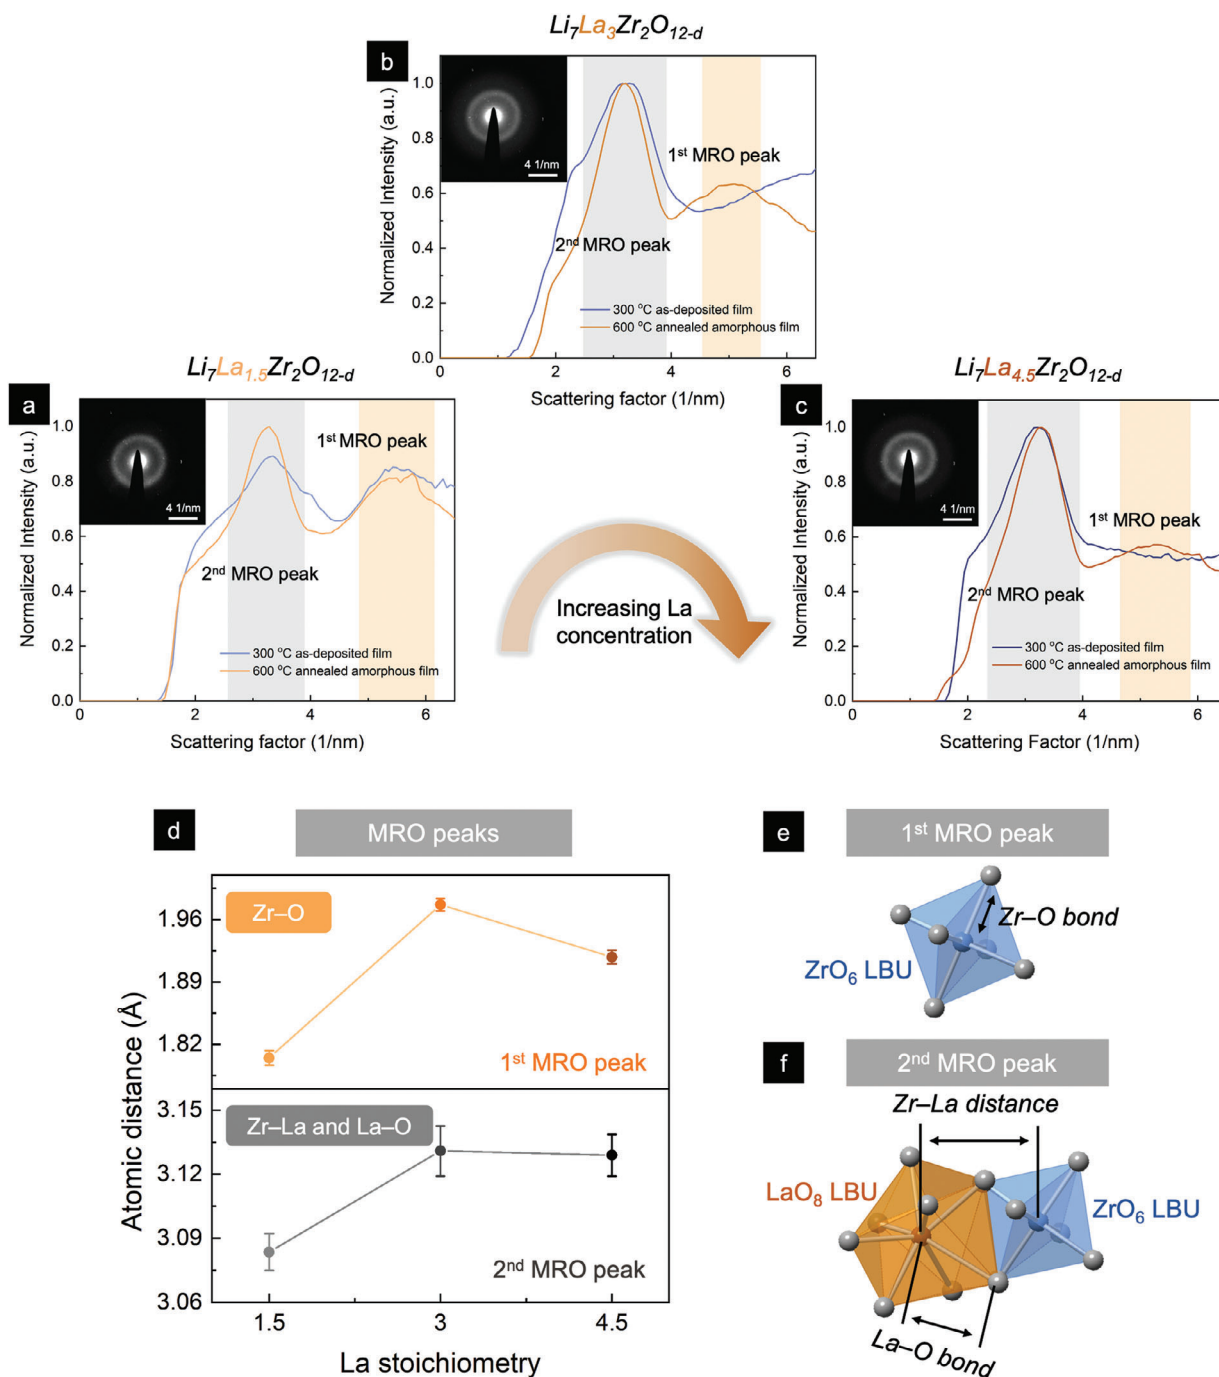 Li7La3Zr2O12-d
b
4 1/nm
1st MRO peak
2nd MRO peak
300 °C as-deposited film
600 °C annealed amorphous film
Normalized Intensity (a.u.)
1.0
0.8
0.6
0.4
0.2
0.0
0 2 4 6
Scattering factor (1/nm)
Li7La1.5Zr2O12-d
a
4 1/nm
1st MRO peak
2nd MRO peak
300 °C as-deposited film
600 °C annealed amorphous film
Normalized Intensity (a.u.)
1.0
0.8
0.6
0.4
0.2
0.0
0 2 4 6
Scattering factor (1/nm)
Increasing La
concentration
Li7La4.5Zr2O12-d
c
4 1/nm
1st MRO peak
2nd MRO peak
300 °C as-deposited film
600 °C annealed amorphous film
Normalized Intensity (a.u.)
1.0
0.8
0.6
0.4
0.2
0.0
0 2 4 6
Scattering Factor (1/nm)
d
MRO peaks
Zr–O
1st MRO peak
Zr–La and La–O
2nd MRO peak
Atomic distance (Å)
1.96
1.89
1.82
3.15
3.12
3.09
3.06
1.5 3 4.5
La stoichiometry
e
1st MRO peak
Zr–O bond
ZrO6 LBU
f
2nd MRO peak
Zr–La distance
LaO8 LBU
ZrO6 LBU
La–O bond